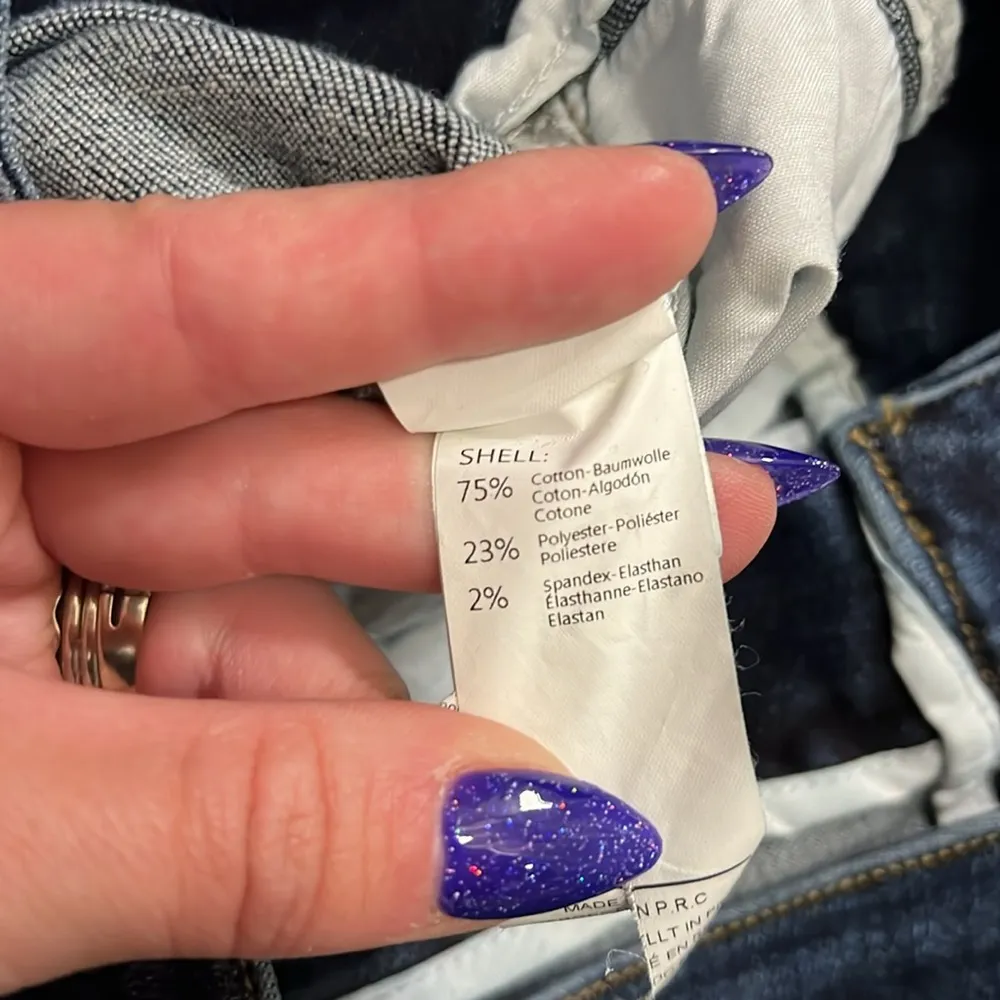 SHELL:
75% Cotton-Baumwolle
Coton-Algodón
Cotone
23% Polyester-Poliéster
Poliestere
2% Spandex-Elasthan
Élasthanne-Elastano
Elastan
MADE IN P.R.C